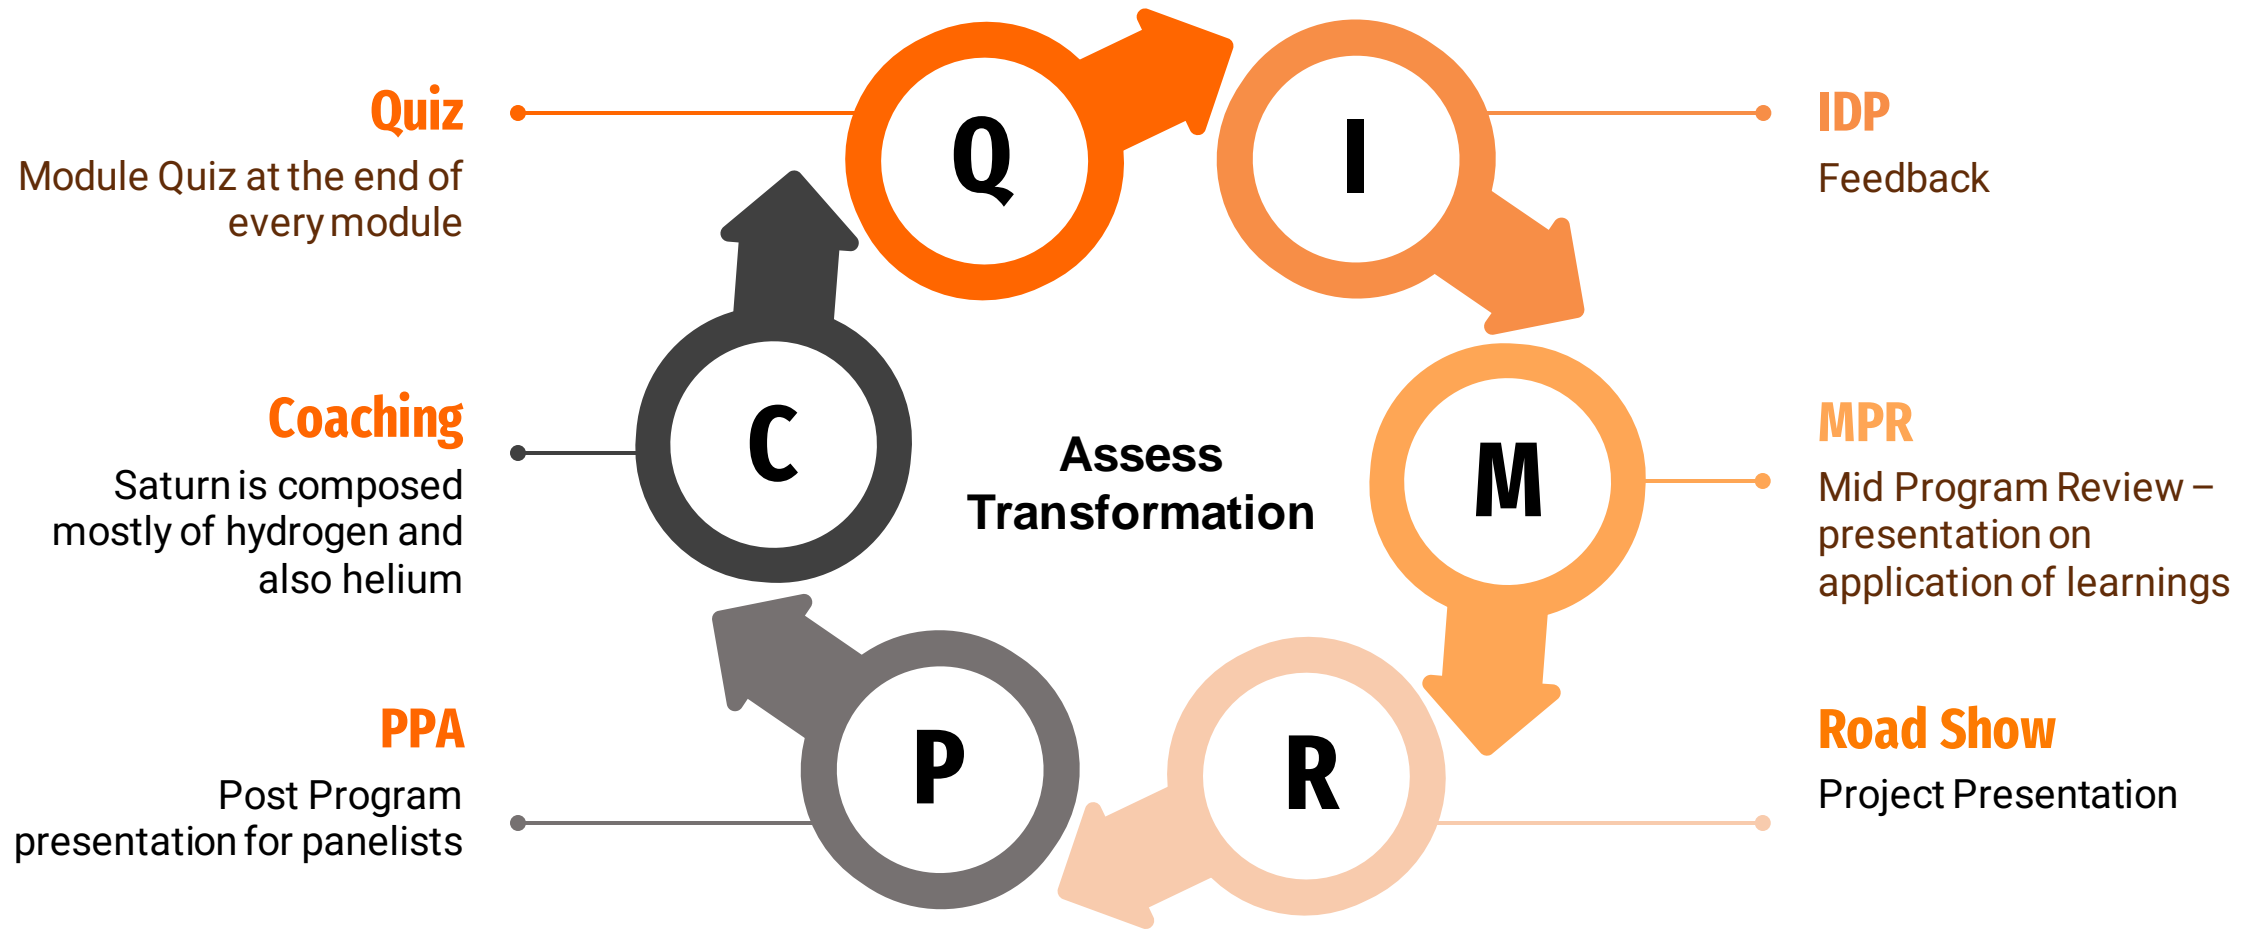 Quiz
Module Quiz at the end of
every module
Coaching
Saturn is composed
mostly of hydrogen and
also helium
PPA
Post Program
presentation for panelists
Q
I
C
M
P
R
Assess
Transformation
IDP
Feedback
MPR
Mid Program Review –
presentation on
application of learnings
Road Show
Project Presentation